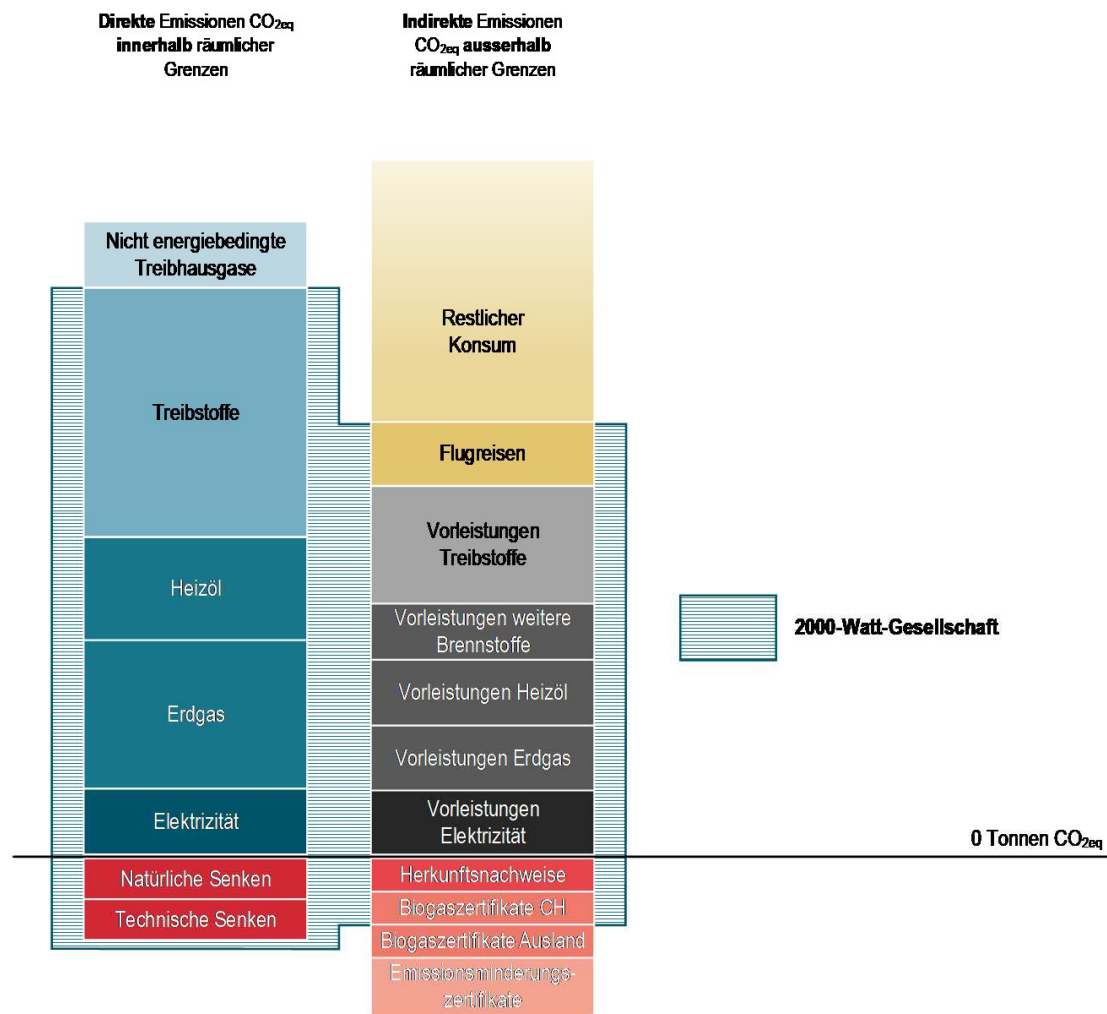 Direkte Emissionen CO2eq
innerhalb räumlicher
Grenzen
Indirekte Emissionen
CO2eq ausserhalb
räumlicher Grenzen
Nicht energiebedingte
Treibhausgase
Treibstoffe
Heizöl
Erdgas
Elektrizität
Natürliche Senken
Technische Senken
Restlicher
Konsum
Flugreisen
Vorleistungen
Treibstoffe
Vorleistungen weitere
Brennstoffe
Vorleistungen Heizöl
Vorleistungen Erdgas
Vorleistungen
Elektrizität
Herkunftsnachweise
Biogaszertifikate CH
Biogaszertifikate Ausland
Emissionsminderungs-
zertifikate
2000-Watt-Gesellschaft
0 Tonnen CO2eq